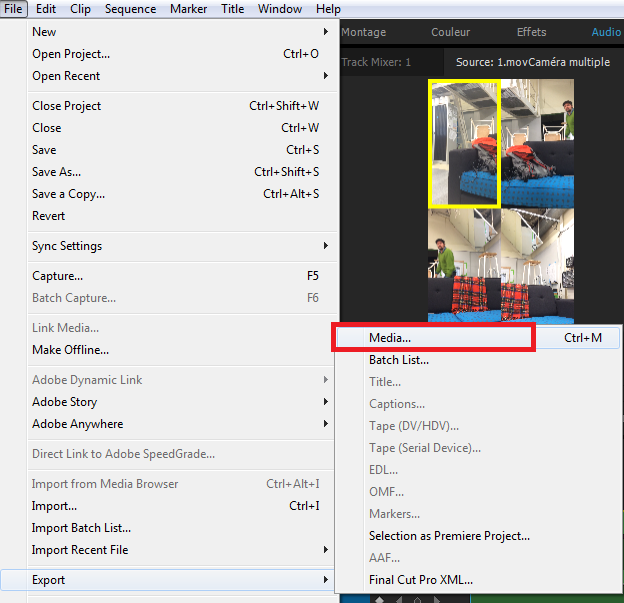 File Edit Clip Sequence Marker Title Window Help
Montage Couleur Effets Audio
Track Mixer: 1 Source: 1.movCaméra multiple
New
Open Project... Ctrl+O
Open Recent
Close Project Ctrl+Shift+W
Close Ctrl+W
Save Ctrl+S
Save As... Ctrl+Shift+S
Save a Copy... Ctrl+Alt+S
Revert
Sync Settings
Capture... F5
Batch Capture... F6
Link Media...
Make Offline...
Adobe Dynamic Link
Adobe Story
Adobe Anywhere
Direct Link to Adobe SpeedGrade...
Import from Media Browser Ctrl+Alt+I
Import... Ctrl+I
Import Batch List...
Import Recent File
Export
Media... Ctrl+M
Batch List...
Title...
Captions...
Tape (DV/HDV)...
Tape (Serial Device)...
EDL...
OMF...
Markers...
Selection as Premiere Project...
AAF...
Final Cut Pro XML...